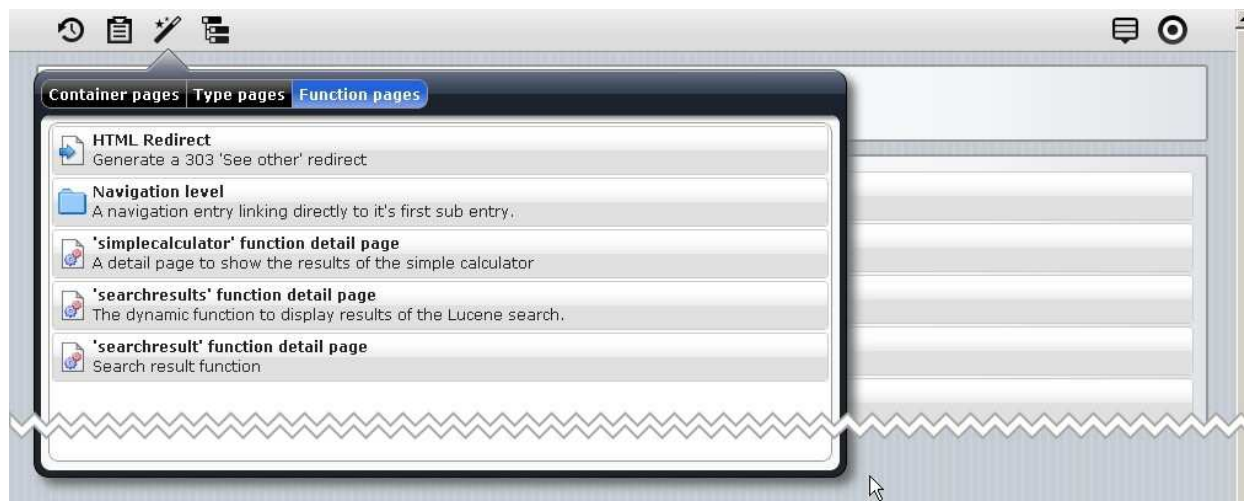 Container pages Type pages Function pages
HTML Redirect
Generate a 303 'See other' redirect
Navigation level
A navigation entry linking directly to it's first sub entry.
'simplecalculator' function detail page
A detail page to show the results of the simple calculator
'searchresults' function detail page
The dynamic function to display results of the Lucene search.
'searchresult' function detail page
Search result function